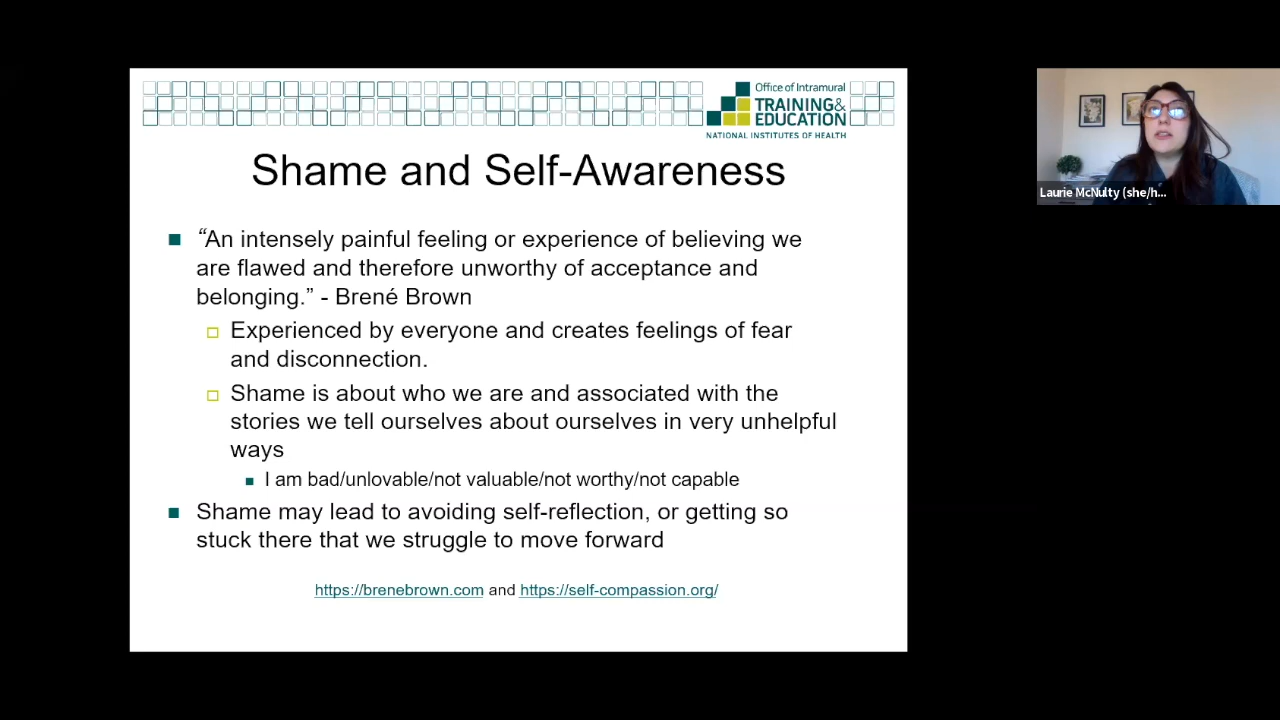 Office of Intramural
TRAINING&
EDUCATION
NATIONAL INSTITUTES OF HEALTH
Shame and Self-Awareness
“An intensely painful feeling or experience of believing we
are flawed and therefore unworthy of acceptance and
belonging.” - Brené Brown
Experienced by everyone and creates feelings of fear
and disconnection.
Shame is about who we are and associated with the
stories we tell ourselves about ourselves in very unhelpful
ways
I am bad/unlovable/not valuable/not worthy/not capable
Shame may lead to avoiding self-reflection, or getting so
stuck there that we struggle to move forward
https://brenebrown.com and https://self-compassion.org/
Laurie McNulty (she/h...